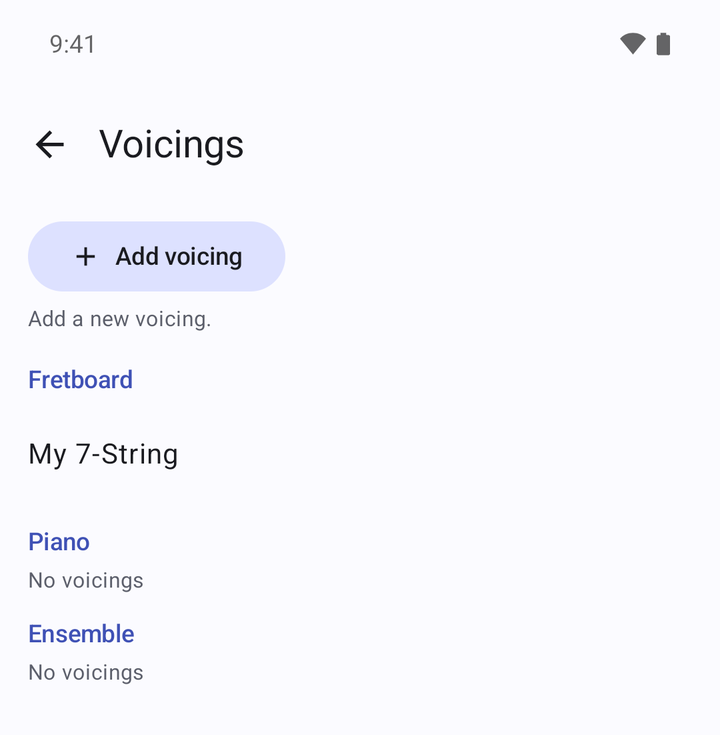 9:41
Voicings
Add voicing
Add a new voicing.
Fretboard
My 7-String
Piano
No voicings
Ensemble
No voicings